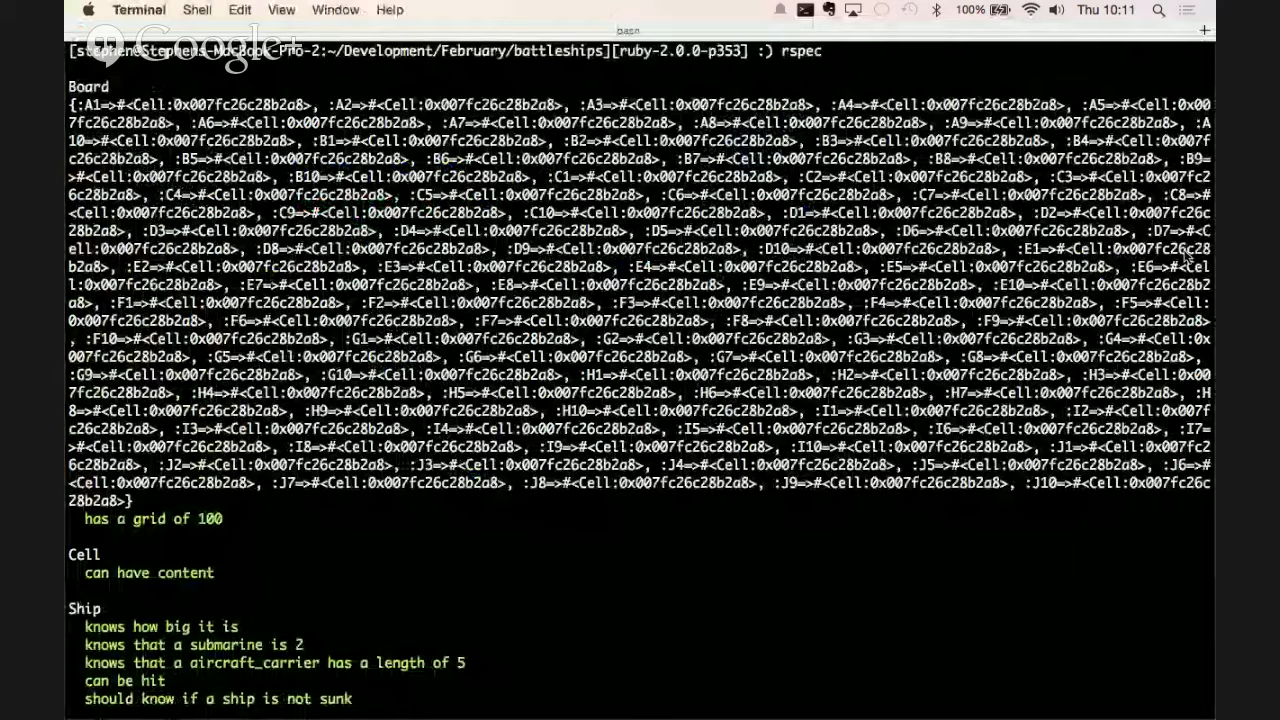 Terminal Shell Edit View Window Help 100% Thu 10:11
bash
Google+
[stephen@Stephens-MacBook-Pro-2:~/Development/February/battleships][ruby-2.0.0-p353] :) rspec
Board
{:A1=>#<Cell:0x007fc26c28b2a8>, :A2=>#<Cell:0x007fc26c28b2a8>, :A3=>#<Cell:0x007fc26c28b2a8>, :A4=>#<Cell:0x007fc26c28b2a8>, :A5=>#<Cell:0x00
7fc26c28b2a8>, :A6=>#<Cell:0x007fc26c28b2a8>, :A7=>#<Cell:0x007fc26c28b2a8>, :A8=>#<Cell:0x007fc26c28b2a8>, :A9=>#<Cell:0x007fc26c28b2a8>, :A
10=>#<Cell:0x007fc26c28b2a8>, :B1=>#<Cell:0x007fc26c28b2a8>, :B2=>#<Cell:0x007fc26c28b2a8>, :B3=>#<Cell:0x007fc26c28b2a8>, :B4=>#<Cell:0x007f
c26c28b2a8>, :B5=>#<Cell:0x007fc26c28b2a8>, :B6=>#<Cell:0x007fc26c28b2a8>, :B7=>#<Cell:0x007fc26c28b2a8>, :B8=>#<Cell:0x007fc26c28b2a8>, :B9=
>#<Cell:0x007fc26c28b2a8>, :B10=>#<Cell:0x007fc26c28b2a8>, :C1=>#<Cell:0x007fc26c28b2a8>, :C2=>#<Cell:0x007fc26c28b2a8>, :C3=>#<Cell:0x007fc2
6c28b2a8>, :C4=>#<Cell:0x007fc26c28b2a8>, :C5=>#<Cell:0x007fc26c28b2a8>, :C6=>#<Cell:0x007fc26c28b2a8>, :C7=>#<Cell:0x007fc26c28b2a8>, :C8=>#
<Cell:0x007fc26c28b2a8>, :C9=>#<Cell:0x007fc26c28b2a8>, :C10=>#<Cell:0x007fc26c28b2a8>, :D1=>#<Cell:0x007fc26c28b2a8>, :D2=>#<Cell:0x007fc26c
28b2a8>, :D3=>#<Cell:0x007fc26c28b2a8>, :D4=>#<Cell:0x007fc26c28b2a8>, :D5=>#<Cell:0x007fc26c28b2a8>, :D6=>#<Cell:0x007fc26c28b2a8>, :D7=>#<C
ell:0x007fc26c28b2a8>, :D8=>#<Cell:0x007fc26c28b2a8>, :D9=>#<Cell:0x007fc26c28b2a8>, :D10=>#<Cell:0x007fc26c28b2a8>, :E1=>#<Cell:0x007fc26c28
b2a8>, :E2=>#<Cell:0x007fc26c28b2a8>, :E3=>#<Cell:0x007fc26c28b2a8>, :E4=>#<Cell:0x007fc26c28b2a8>, :E5=>#<Cell:0x007fc26c28b2a8>, :E6=>#<Cel
l:0x007fc26c28b2a8>, :E7=>#<Cell:0x007fc26c28b2a8>, :E8=>#<Cell:0x007fc26c28b2a8>, :E9=>#<Cell:0x007fc26c28b2a8>, :E10=>#<Cell:0x007fc26c28b2
a8>, :F1=>#<Cell:0x007fc26c28b2a8>, :F2=>#<Cell:0x007fc26c28b2a8>, :F3=>#<Cell:0x007fc26c28b2a8>, :F4=>#<Cell:0x007fc26c28b2a8>, :F5=>#<Cell:
0x007fc26c28b2a8>, :F6=>#<Cell:0x007fc26c28b2a8>, :F7=>#<Cell:0x007fc26c28b2a8>, :F8=>#<Cell:0x007fc26c28b2a8>, :F9=>#<Cell:0x007fc26c28b2a8>
, :F10=>#<Cell:0x007fc26c28b2a8>, :G1=>#<Cell:0x007fc26c28b2a8>, :G2=>#<Cell:0x007fc26c28b2a8>, :G3=>#<Cell:0x007fc26c28b2a8>, :G4=>#<Cell:0x
007fc26c28b2a8>, :G5=>#<Cell:0x007fc26c28b2a8>, :G6=>#<Cell:0x007fc26c28b2a8>, :G7=>#<Cell:0x007fc26c28b2a8>, :G8=>#<Cell:0x007fc26c28b2a8>,
:G9=>#<Cell:0x007fc26c28b2a8>, :G10=>#<Cell:0x007fc26c28b2a8>, :H1=>#<Cell:0x007fc26c28b2a8>, :H2=>#<Cell:0x007fc26c28b2a8>, :H3=>#<Cell:0x00
7fc26c28b2a8>, :H4=>#<Cell:0x007fc26c28b2a8>, :H5=>#<Cell:0x007fc26c28b2a8>, :H6=>#<Cell:0x007fc26c28b2a8>, :H7=>#<Cell:0x007fc26c28b2a8>, :H
8=>#<Cell:0x007fc26c28b2a8>, :H9=>#<Cell:0x007fc26c28b2a8>, :H10=>#<Cell:0x007fc26c28b2a8>, :I1=>#<Cell:0x007fc26c28b2a8>, :I2=>#<Cell:0x007f
c26c28b2a8>, :I3=>#<Cell:0x007fc26c28b2a8>, :I4=>#<Cell:0x007fc26c28b2a8>, :I5=>#<Cell:0x007fc26c28b2a8>, :I6=>#<Cell:0x007fc26c28b2a8>, :I7=
>#<Cell:0x007fc26c28b2a8>, :I8=>#<Cell:0x007fc26c28b2a8>, :I9=>#<Cell:0x007fc26c28b2a8>, :I10=>#<Cell:0x007fc26c28b2a8>, :J1=>#<Cell:0x007fc2
6c28b2a8>, :J2=>#<Cell:0x007fc26c28b2a8>, :J3=>#<Cell:0x007fc26c28b2a8>, :J4=>#<Cell:0x007fc26c28b2a8>, :J5=>#<Cell:0x007fc26c28b2a8>, :J6=>#
<Cell:0x007fc26c28b2a8>, :J7=>#<Cell:0x007fc26c28b2a8>, :J8=>#<Cell:0x007fc26c28b2a8>, :J9=>#<Cell:0x007fc26c28b2a8>, :J10=>#<Cell:0x007fc26c
28b2a8>}
has a grid of 100
Cell
can have content
Ship
knows how big it is
knows that a submarine is 2
knows that a aircraft_carrier has a length of 5
can be hit
should know if a ship is not sunk